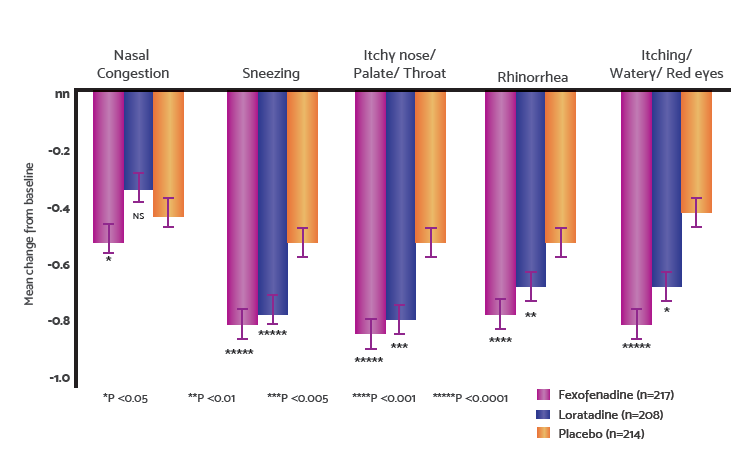 Nasal
Congestion
Sneezing
Itchy nose/
Palate/ Throat
Rhinorrhea
Itching/
Watery/ Red eyes
nn
-0.2
-0.4
-0.6
-0.8
-1.0
Mean change from baseline
*
NS
*****
*****
*****
***
****
**
*****
*
*P <0.05 **P <0.01 ***P <0.005 ****P <0.001 *****P <0.0001
Fexofenadine (n=217)
Loratadine (n=208)
Placebo (n=214)